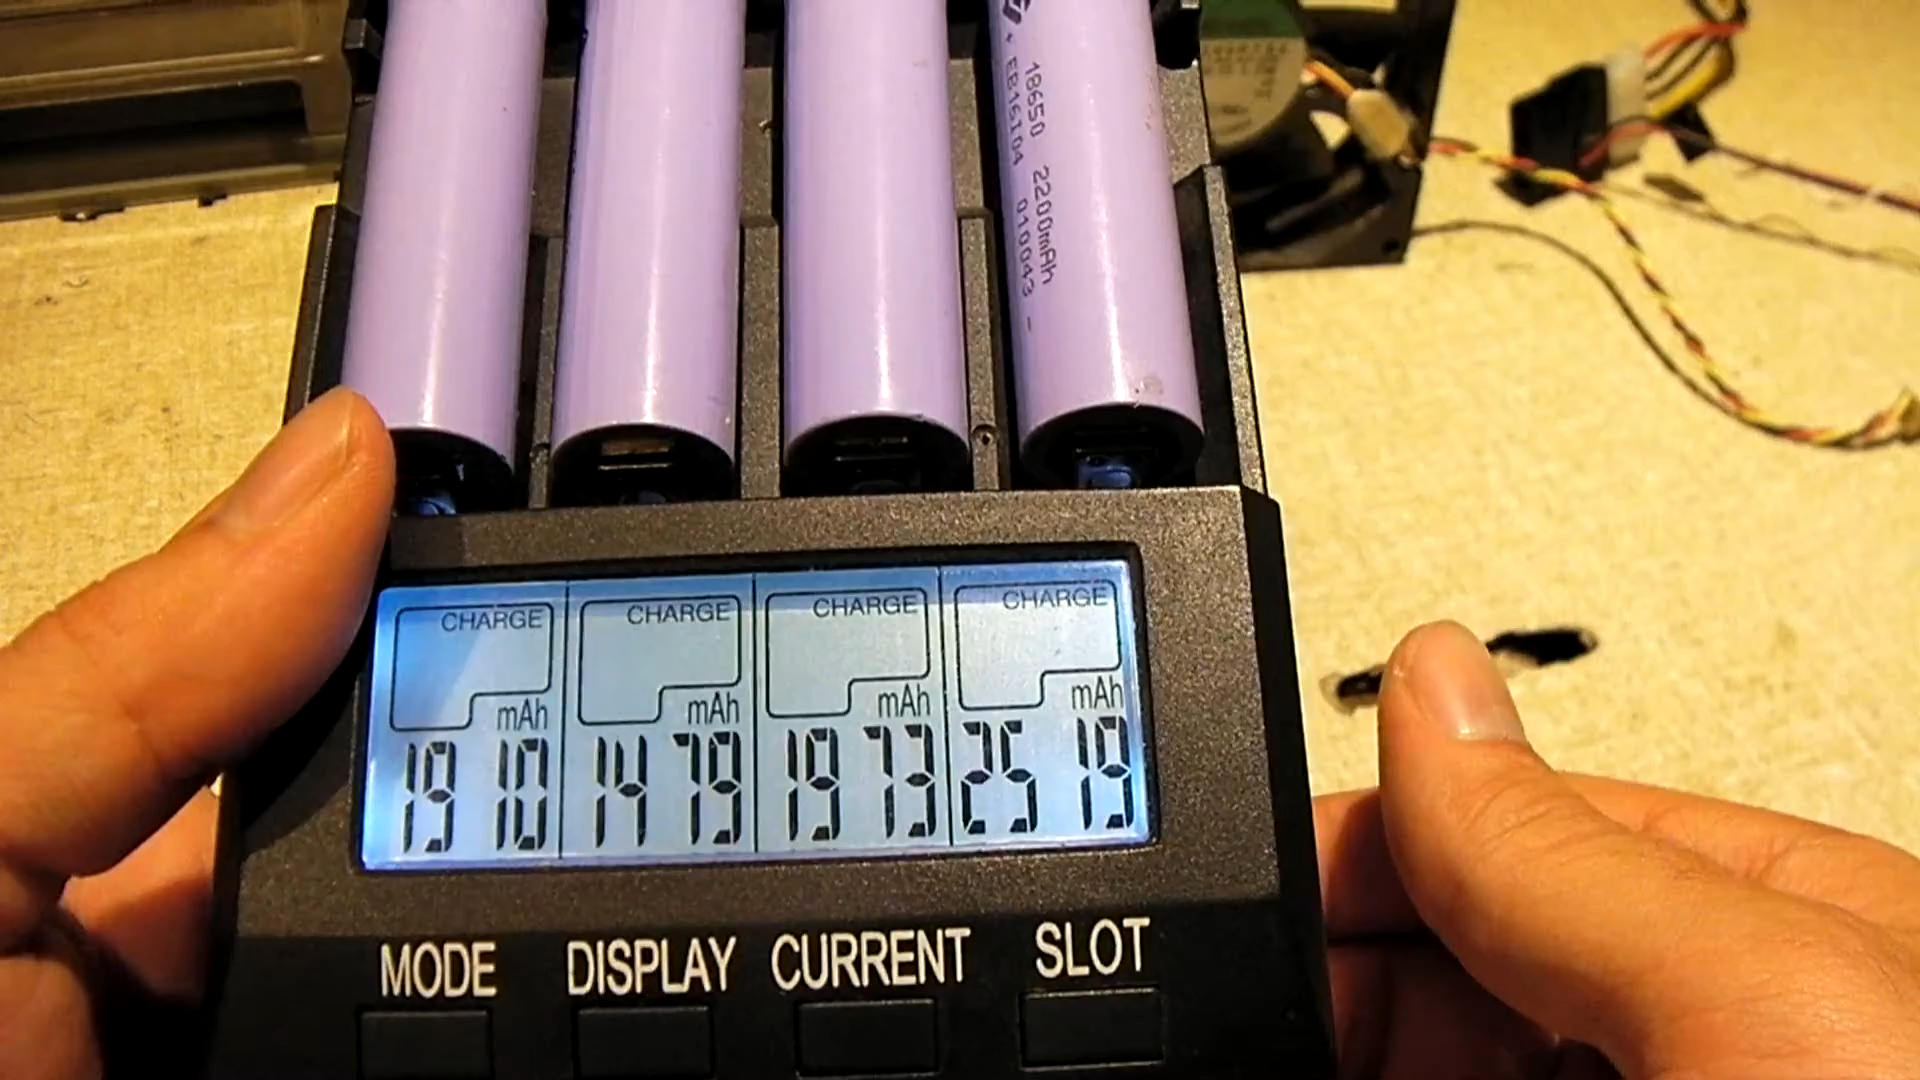 18650 2200mAh
+ EB16I04 010043 -
CHARGE CHARGE CHARGE CHARGE
mAh mAh mAh mAh
1910 1479 1973 2519
MODE DISPLAY CURRENT SLOT